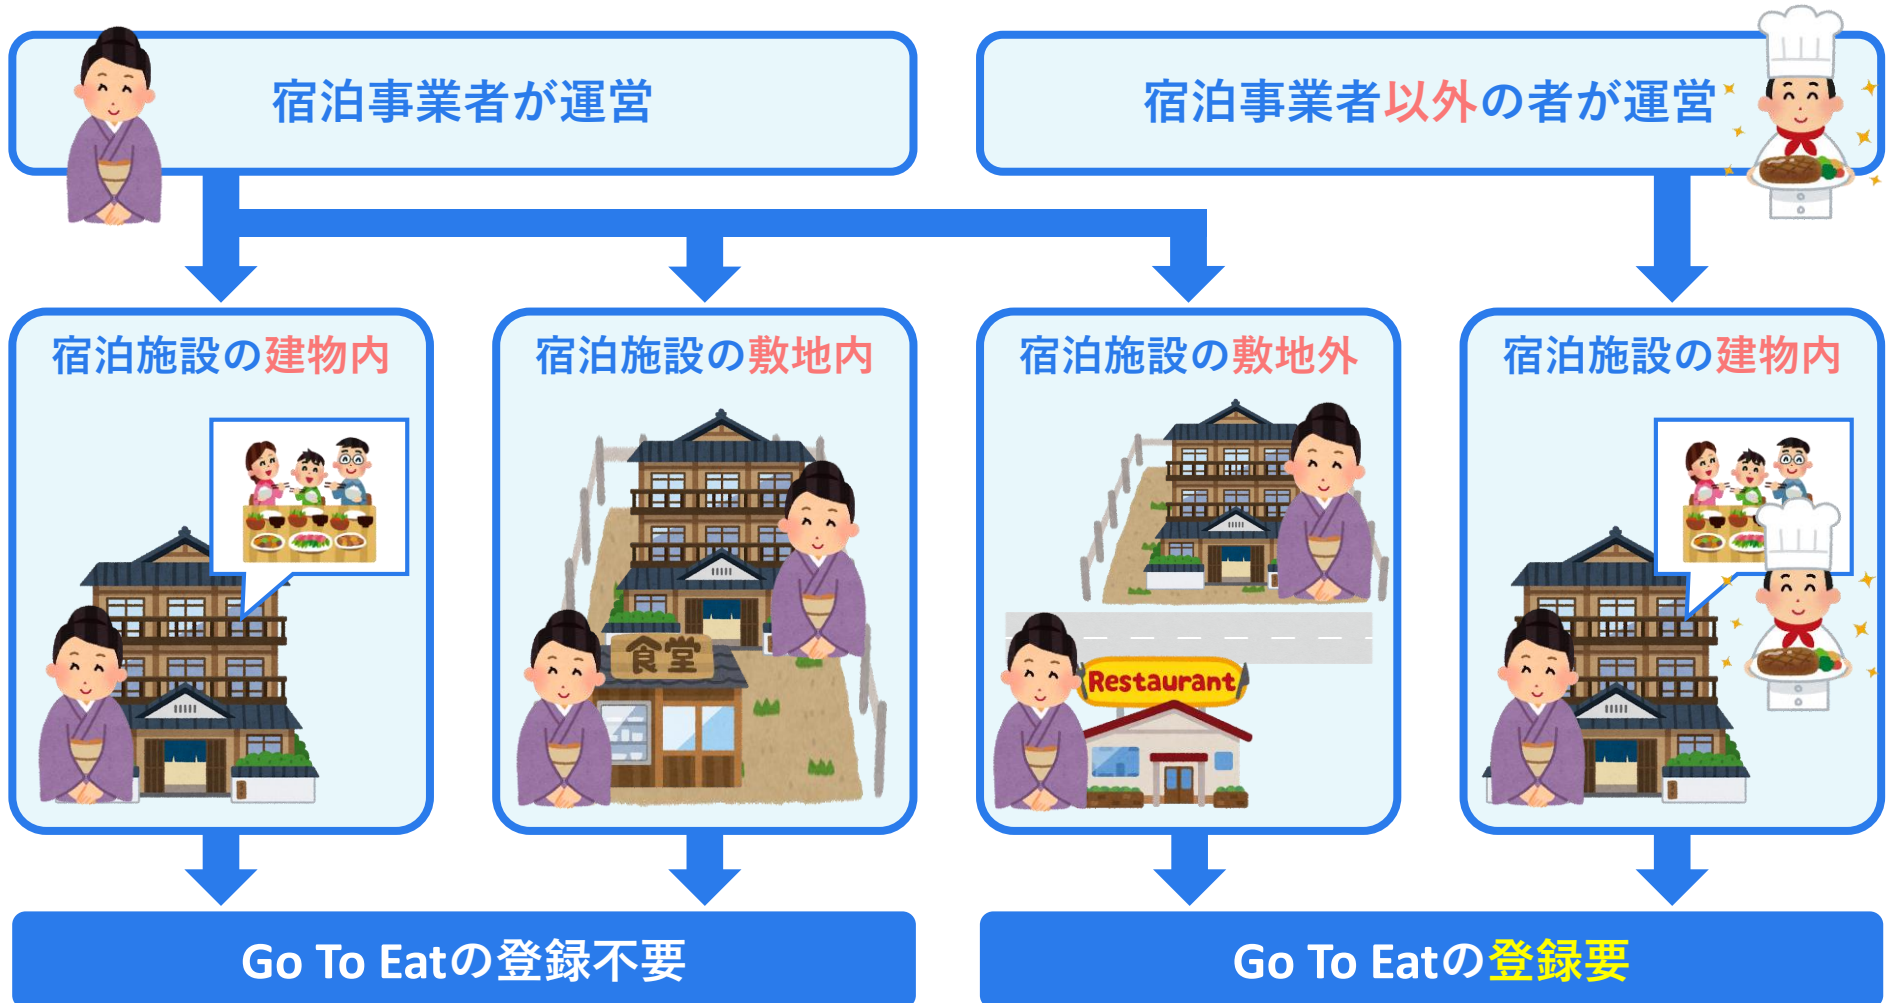 宿泊事業者が運営
宿泊事業者以外の者が運営
宿泊施設の建物内
宿泊施設の敷地内
宿泊施設の敷地外
宿泊施設の建物内
食堂
Restaurant
Go To Eatの登録不要
Go To Eatの登録要